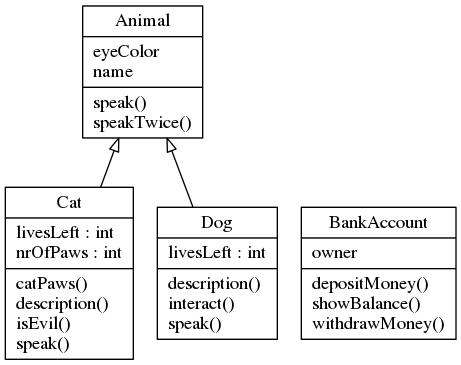 Animal
eyeColor
name
speak()
speakTwice()
Cat
livesLeft : int
nrOfPaws : int
catPaws()
description()
isEvil()
speak()
Dog
livesLeft : int
description()
interact()
speak()
BankAccount
owner
depositMoney()
showBalance()
withdrawMoney()